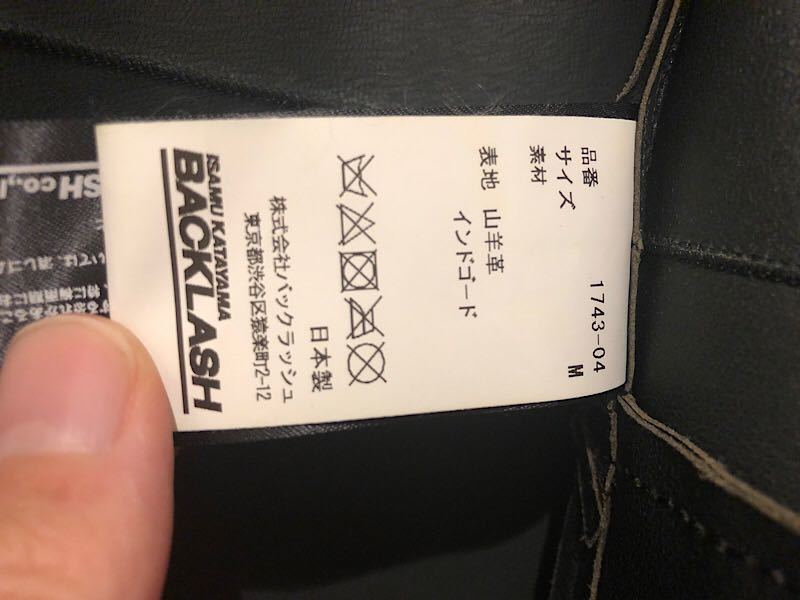 品番 1743-04
サイズ M
素材
表地 山羊革
インドゴード
日本製
株式会社バックラッシュ
東京都渋谷区猿楽町2-12
ISAMU KATAYAMA
BACKLASH
SH co.,l